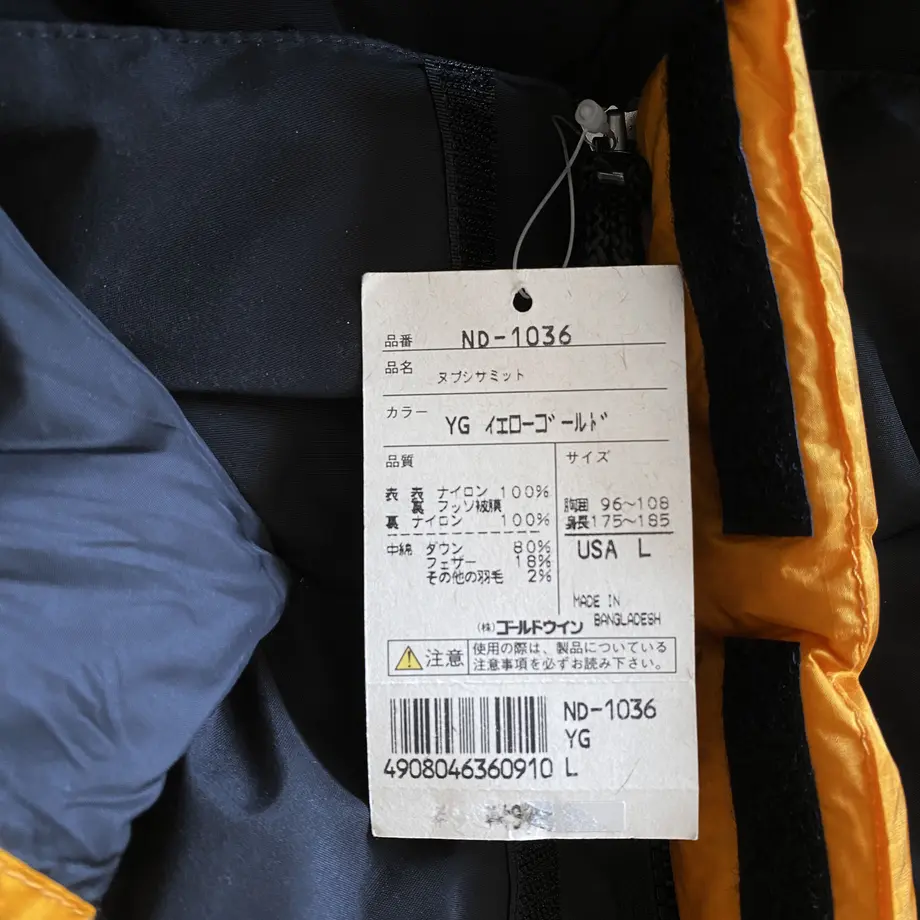 品番 ND-1036
品名 ヌプシサミット
カラー YG イエローゴールド
品質
表 表 ナイロン 100%
裏 フッソ被膜
裏 ナイロン 100%
中綿 ダウン 80%
フェザー 18%
その他の羽毛 2%
サイズ
胸囲 96〜108
身長175〜185
USA L
MADE IN
BANGLADESH
(株)ゴールドウイン
注意
使用の際は、製品についている
注意事項を必ずお読み下さい。
ND-1036
YG
4908046360910 L